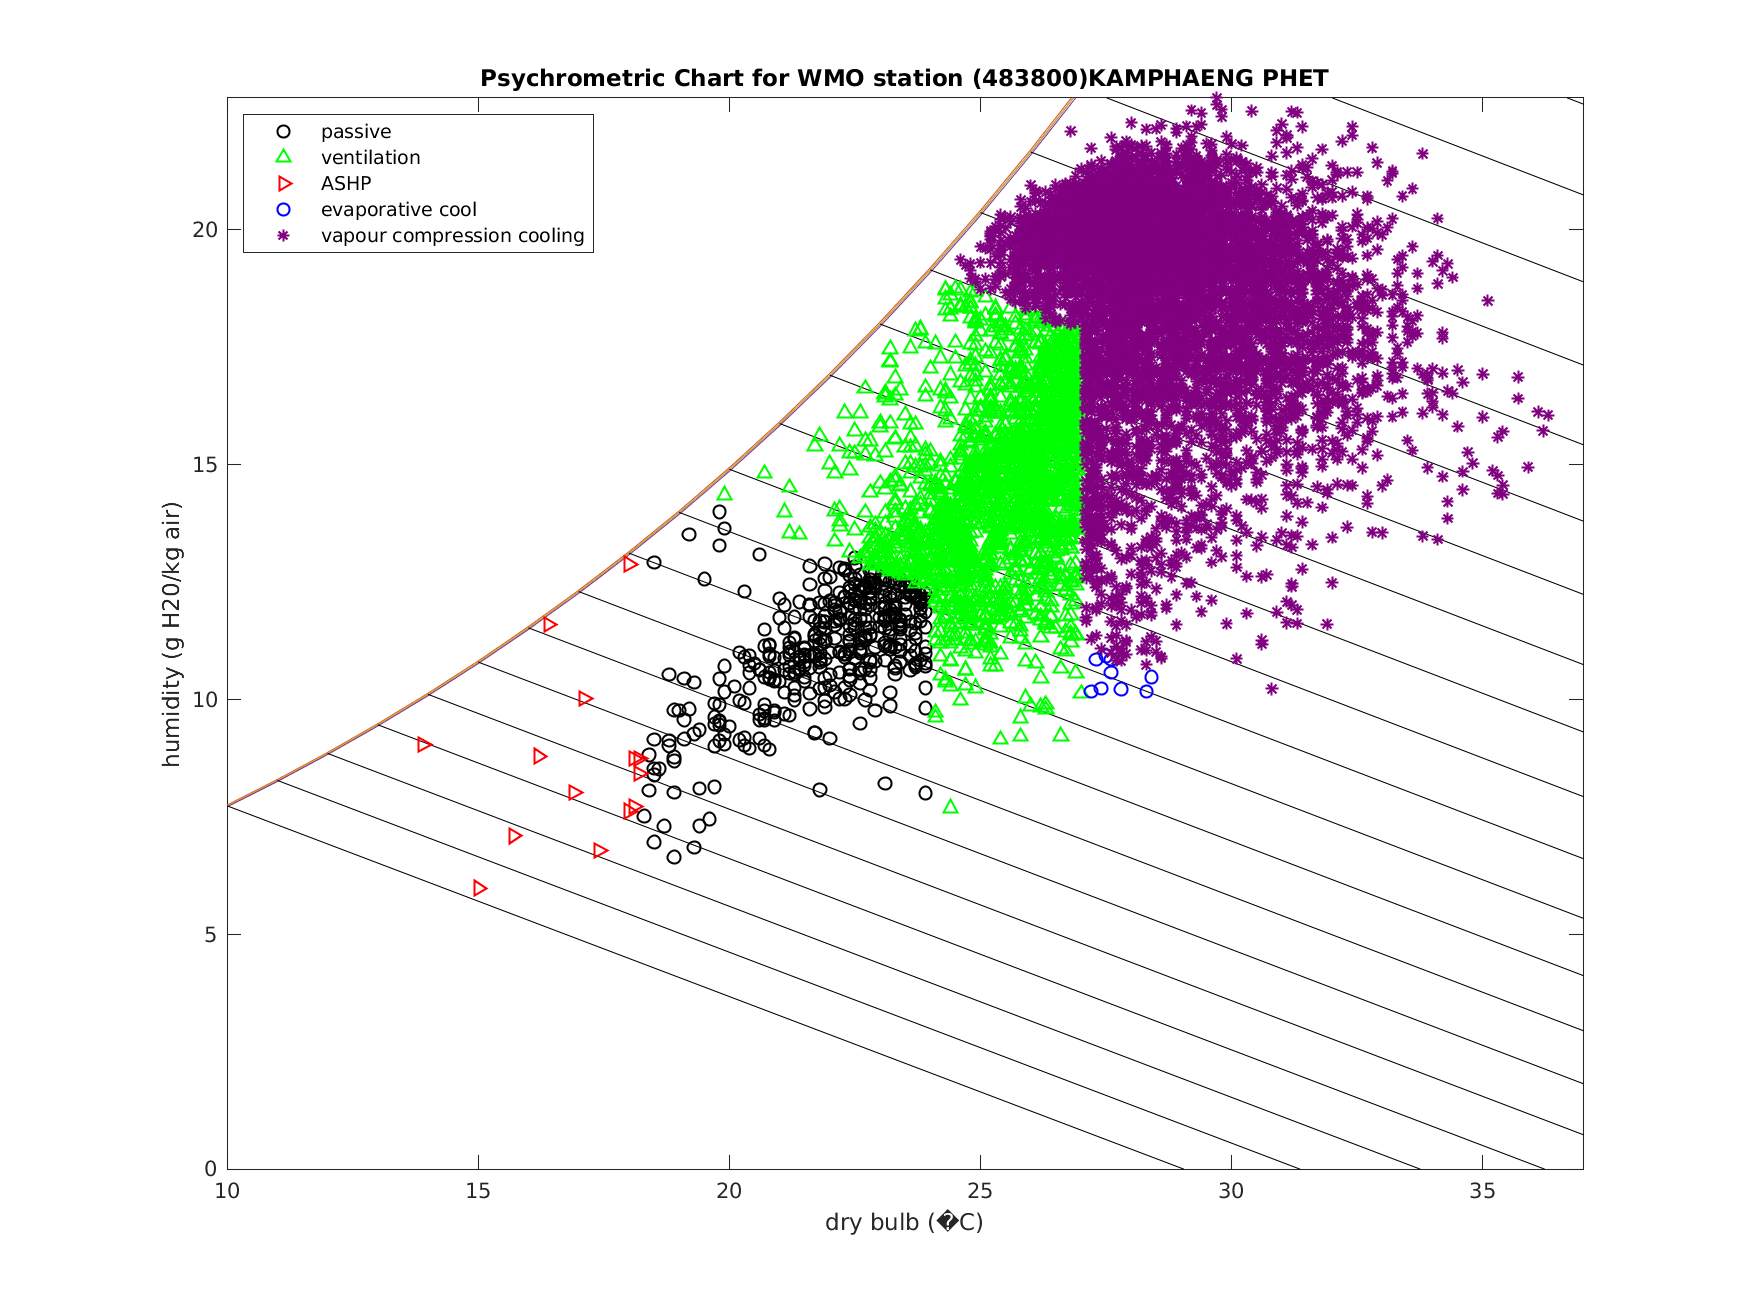 Psychrometric Chart for WMO station (483800)KAMPHAENG PHET
passive
ventilation
ASHP
evaporative cool
vapour compression cooling
humidity (g H20/kg air)
20
15
10
5
0
10 15 20 25 30 35
dry bulb (�C)